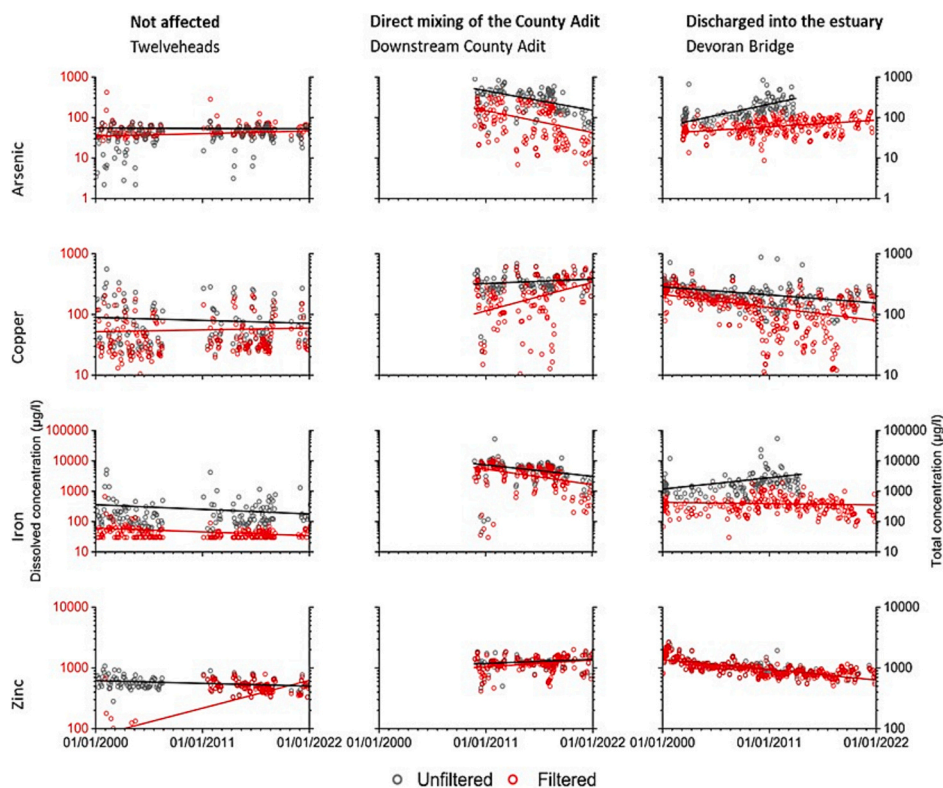 Not affected
Twelveheads
Direct mixing of the County Adit
Downstream County Adit
Discharged into the estuary
Devoran Bridge
Arsenic
1000
100
10
1
1000
100
10
1
Copper
1000
100
10
1000
100
10
Iron
Dissolved concentration (µg/l)
100000
10000
1000
100
10
100000
10000
1000
100
10
Total concentration (µg/l)
Zinc
10000
1000
100
10000
1000
100
01/01/2000 01/01/2011 01/01/2022 01/01/2000 01/01/2011 01/01/2022 01/01/2000 01/01/2011 01/01/2022
Unfiltered Filtered